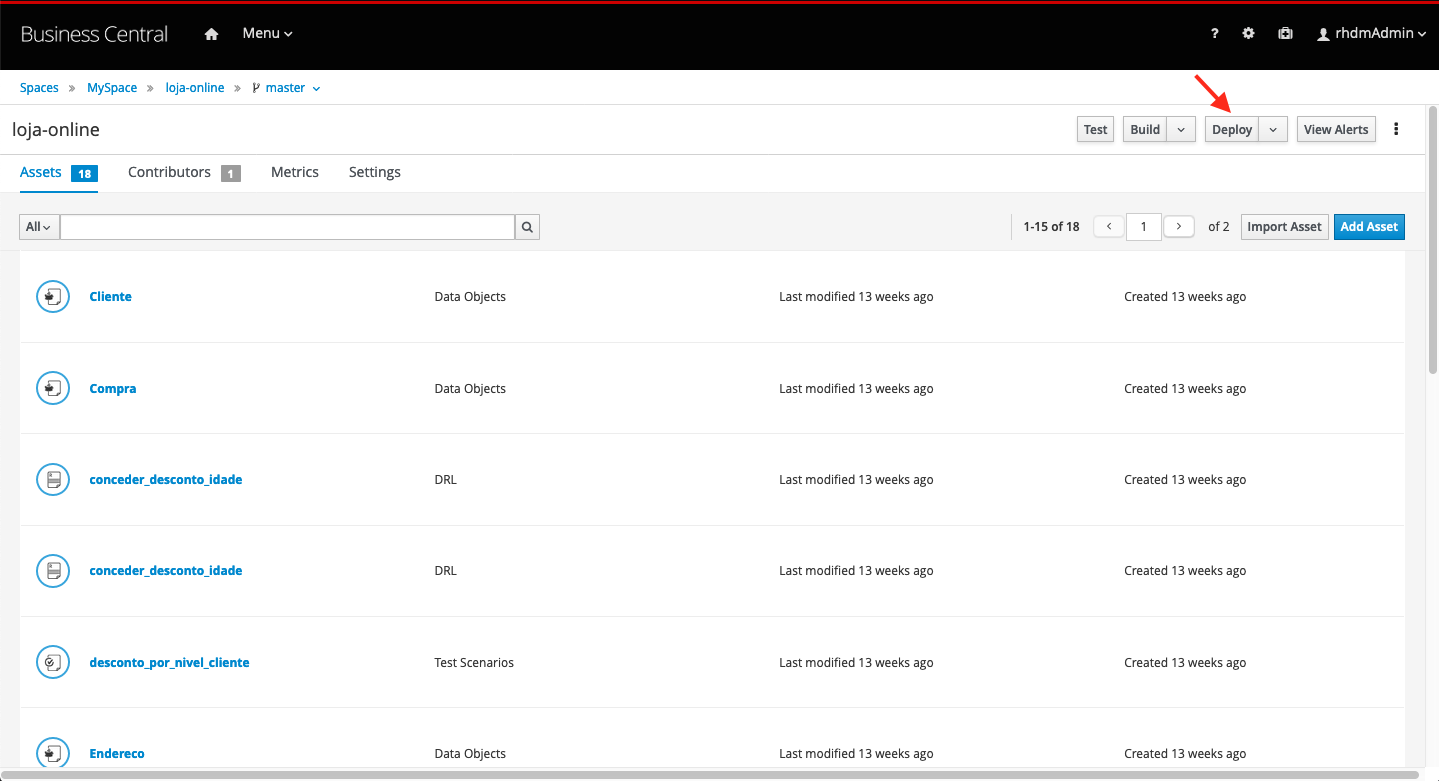 Business Central Menu ? rhdmAdmin
Spaces » MySpace » loja-online » master
loja-online Test Build Deploy View Alerts
Assets 18 Contributors 1 Metrics Settings
All 1-15 of 18 < 1 > of 2 Import Asset Add Asset
Cliente Data Objects Last modified 13 weeks ago Created 13 weeks ago
Compra Data Objects Last modified 13 weeks ago Created 13 weeks ago
conceder_desconto_idade DRL Last modified 13 weeks ago Created 13 weeks ago
conceder_desconto_idade DRL Last modified 13 weeks ago Created 13 weeks ago
desconto_por_nivel_cliente Test Scenarios Last modified 13 weeks ago Created 13 weeks ago
Endereco Data Objects Last modified 13 weeks ago Created 13 weeks ago